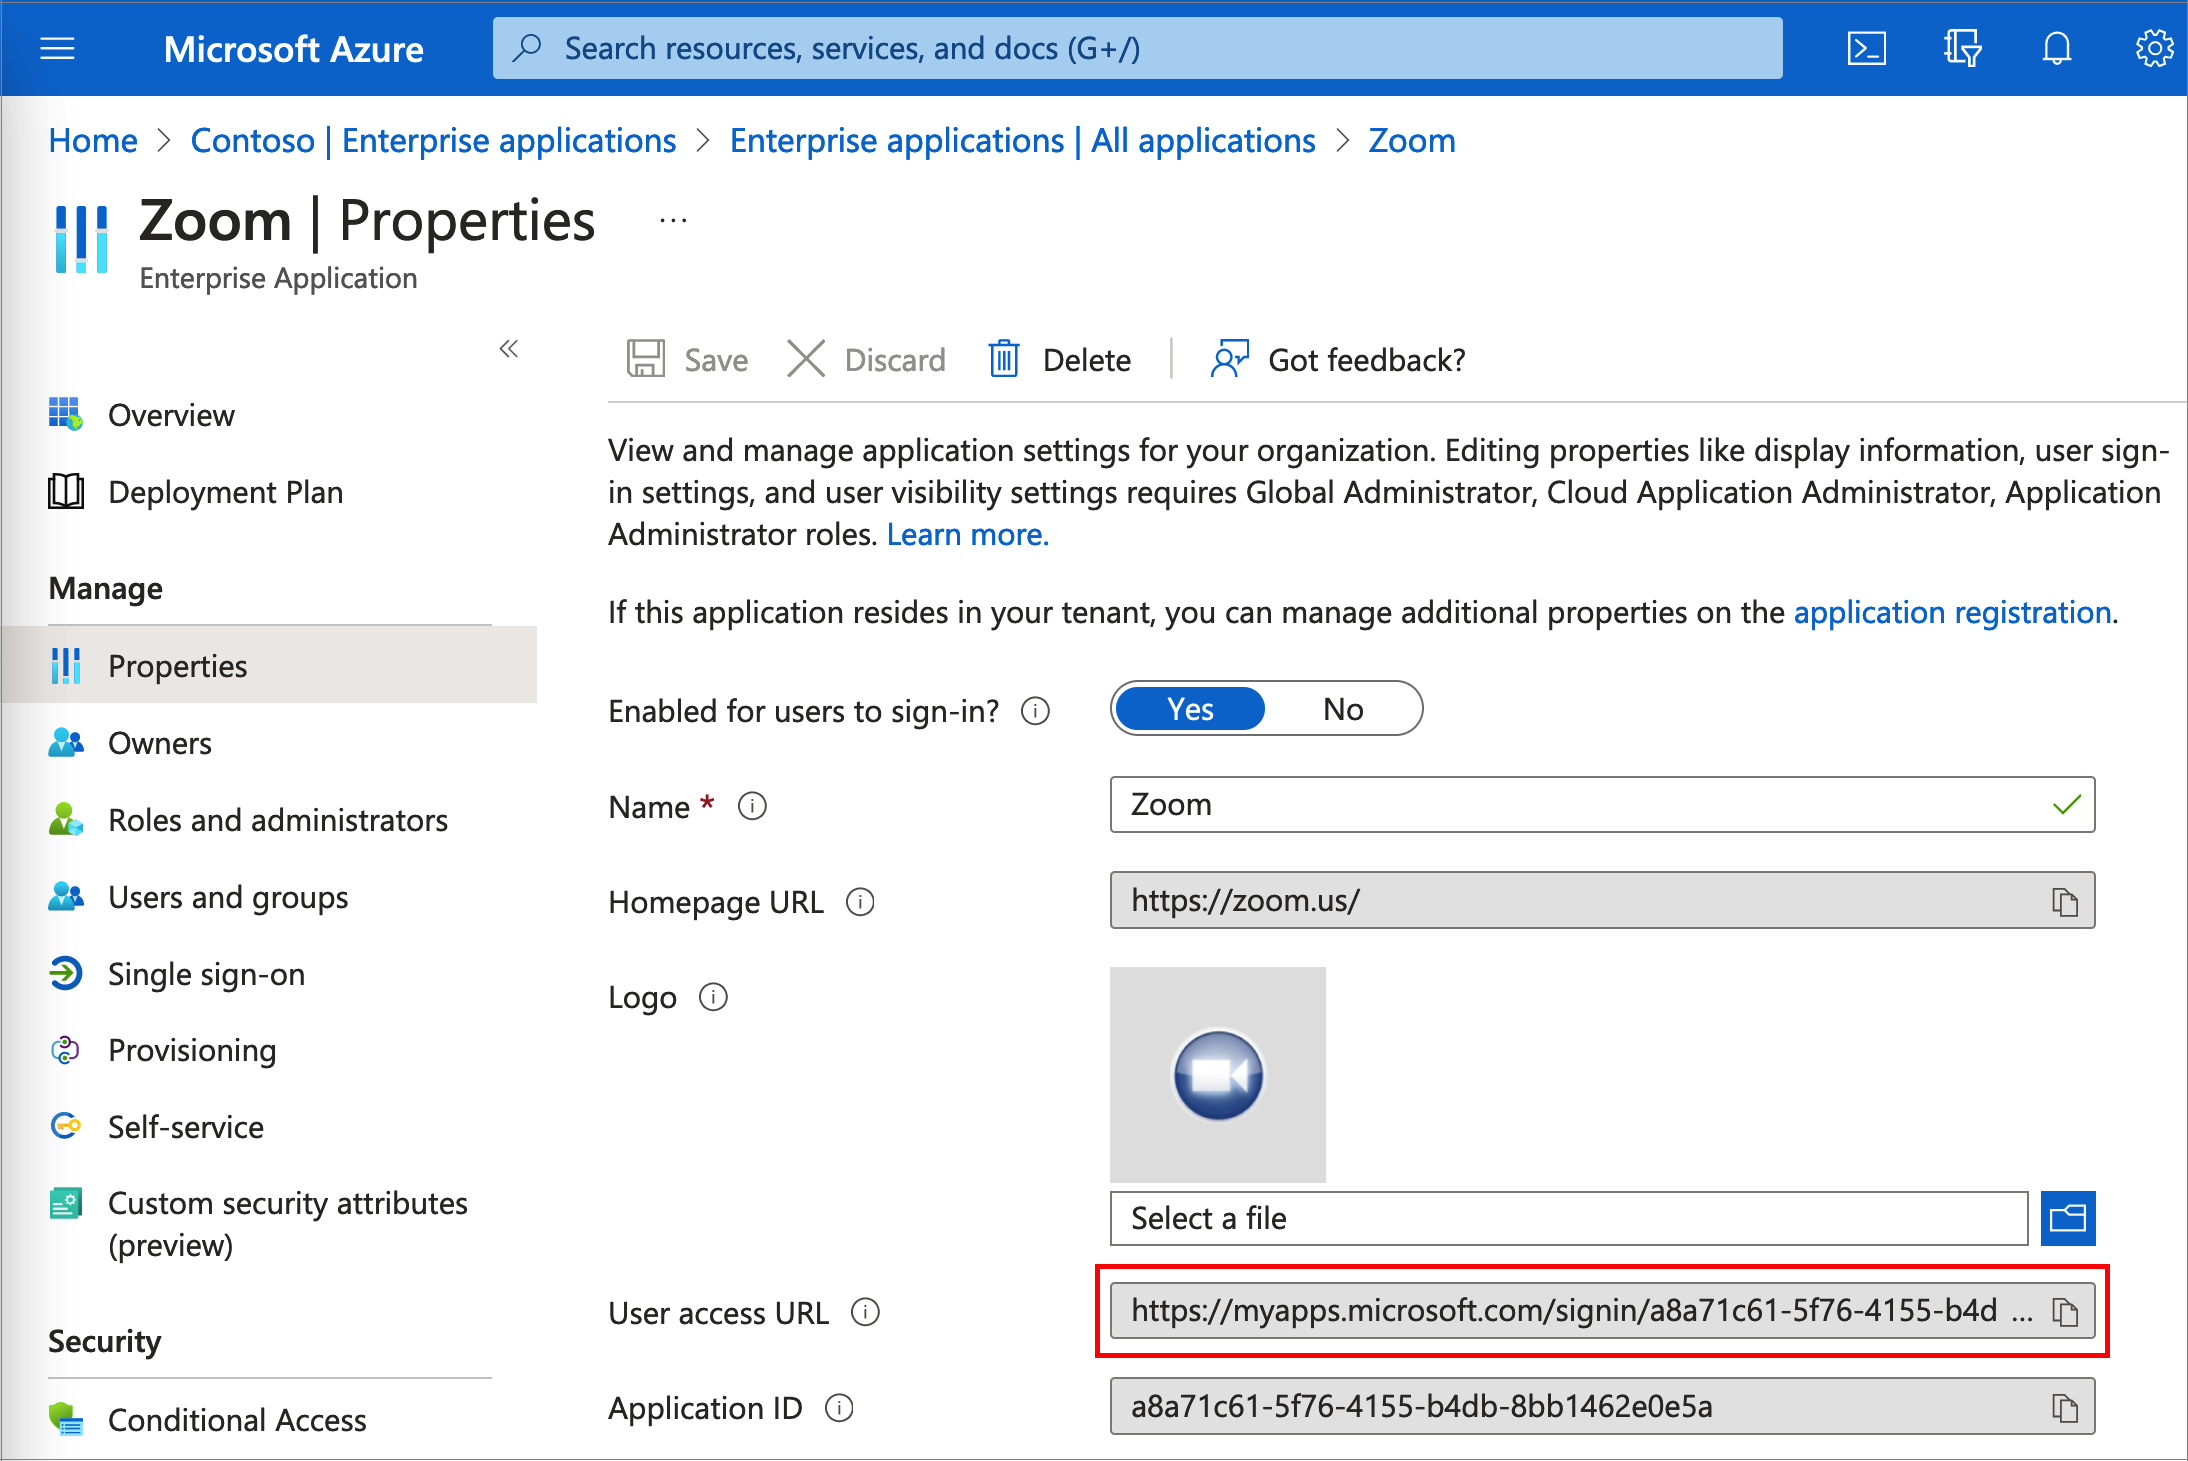 Microsoft Azure
Search resources, services, and docs (G+/)
Home > Contoso | Enterprise applications > Enterprise applications | All applications > Zoom
Zoom | Properties ...
Enterprise Application
Overview
Deployment Plan
Manage
Properties
Owners
Roles and administrators
Users and groups
Single sign-on
Provisioning
Self-service
Custom security attributes
(preview)
Security
Conditional Access
Save Discard Delete Got feedback?
View and manage application settings for your organization. Editing properties like display information, user sign-
in settings, and user visibility settings requires Global Administrator, Cloud Application Administrator, Application
Administrator roles. Learn more.
If this application resides in your tenant, you can manage additional properties on the application registration.
Enabled for users to sign-in? Yes No
Name * Zoom
Homepage URL https://zoom.us/
Logo
Select a file
User access URL https://myapps.microsoft.com/signin/a8a71c61-5f76-4155-b4d ...
Application ID a8a71c61-5f76-4155-b4db-8bb1462e0e5a